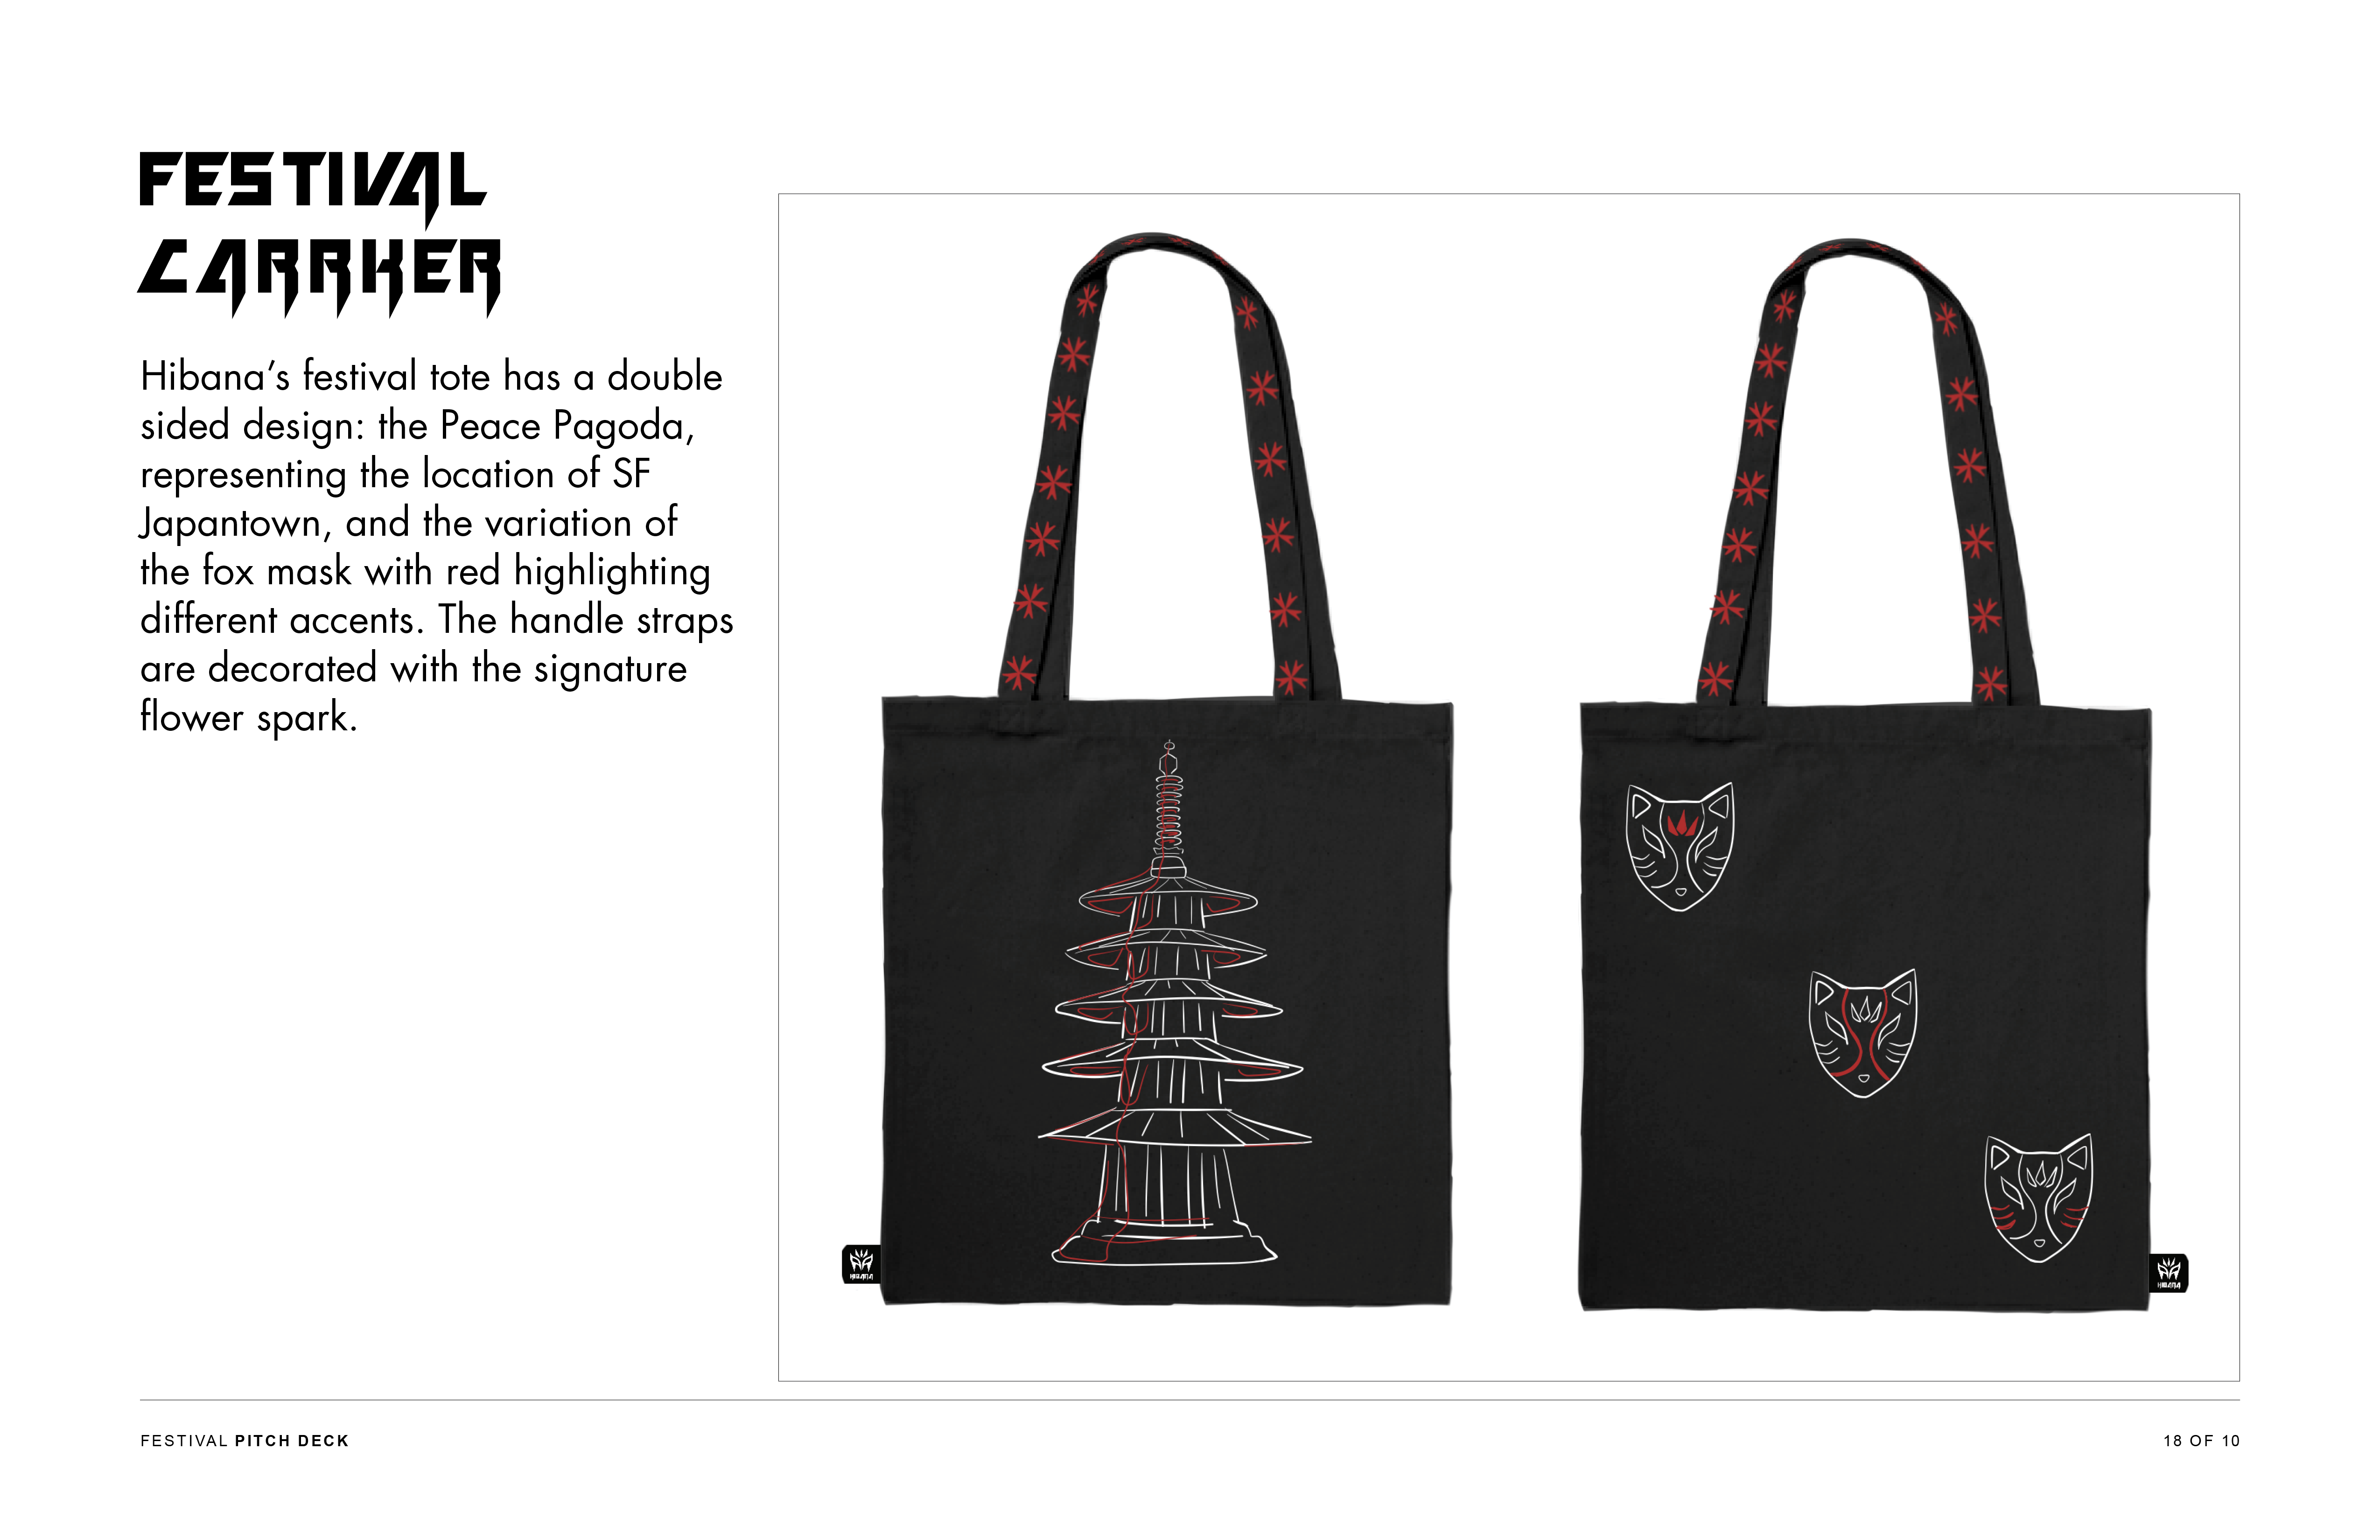 FESTIVAL
CARRKER
Hibana’s festival tote has a double
sided design: the Peace Pagoda,
representing the location of SF
Japantown, and the variation of
the fox mask with red highlighting
different accents. The handle straps
are decorated with the signature
flower spark.
HIBANA
HIBANA
FESTIVAL PITCH DECK
18 OF 10